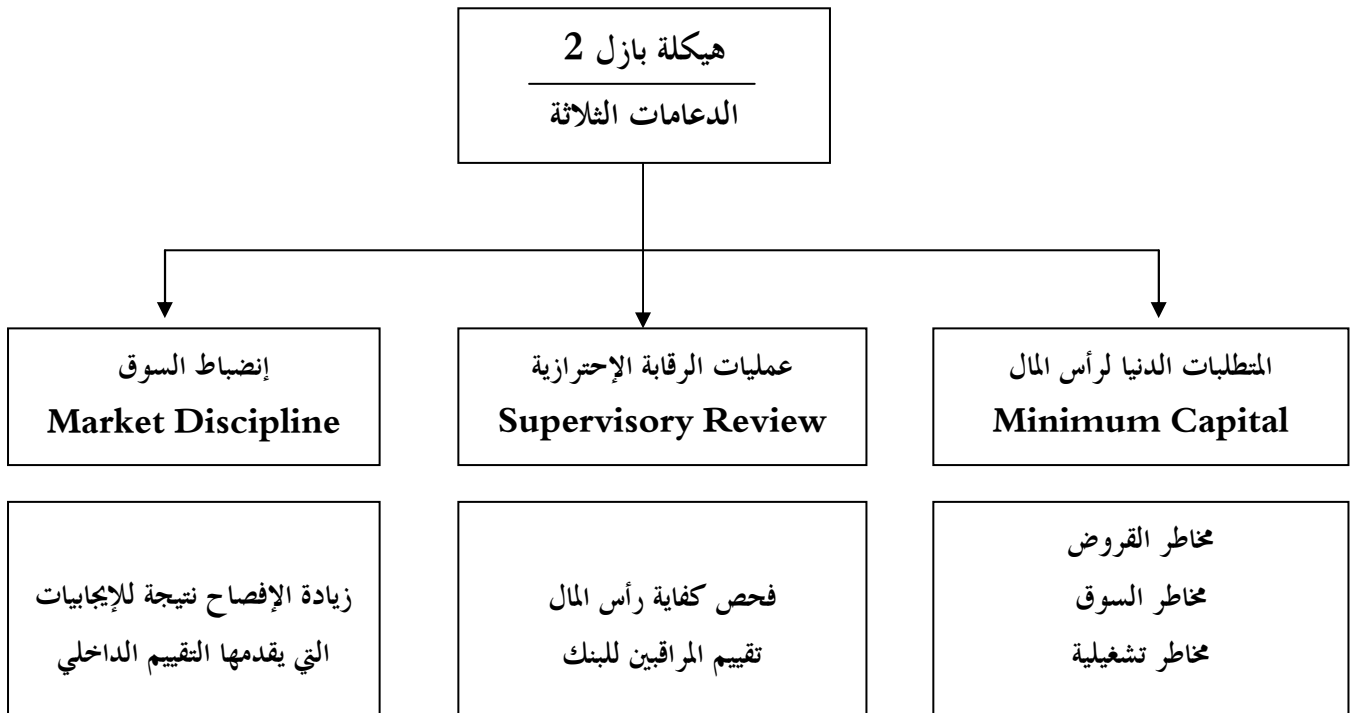 هيكلة بازل 2
الدعامات الثلاثة
المتطلبات الدنيا لرأس المال
Minimum Capital
عمليات الرقابة الإحترازية
Supervisory Review
إنضباط السوق
Market Discipline
مخاطر القروض
مخاطر السوق
مخاطر تشغيلية
فحص كفاية رأس المال
تقييم المراقبين للبنك
زيادة الإفصاح نتيجة للإيجابيات
التي يقدمها التقييم الداخلي